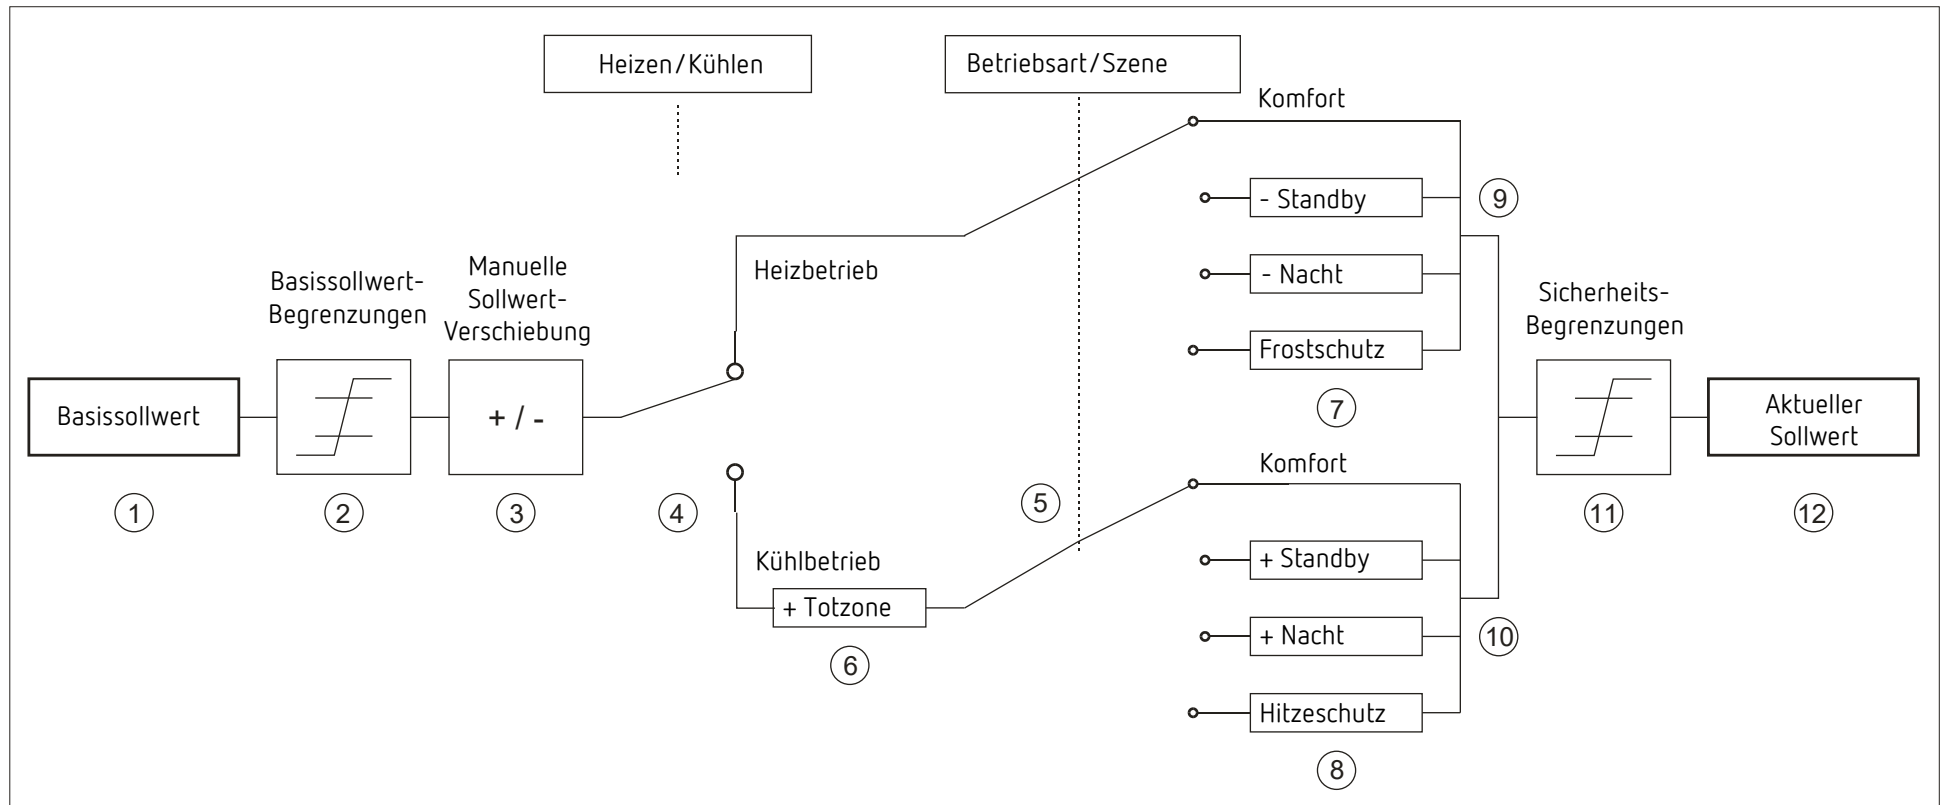 Heizen/Kühlen
Betriebsart/Szene
Komfort
- Standby
9
- Nacht
Frostschutz
7
Heizbetrieb
Basissollwert-
Begrenzungen
Manuelle
Sollwert-
Verschiebung
Sicherheits-
Begrenzungen
Basissollwert
+ / -
Aktueller
Sollwert
1
2
3
4
5
11
12
Komfort
Kühlbetrieb
+ Totzone
6
+ Standby
+ Nacht
10
Hitzeschutz
8